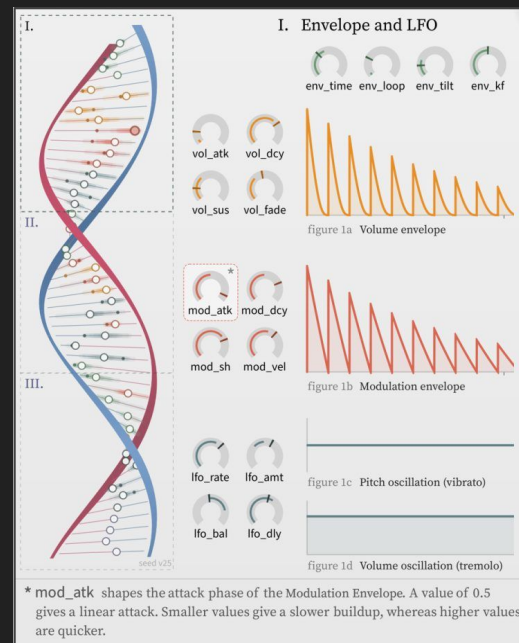 I.
II.
III.
seed v25
I. Envelope and LFO
env_time env_loop env_tilt env_kf
vol_atk vol_dcy
vol_sus vol_fade
figure 1a Volume envelope
*
mod_atk mod_dcy
mod_sh mod_vel
figure 1b Modulation envelope
lfo_rate lfo_amt
lfo_bal lfo_dly
figure 1c Pitch oscillation (vibrato)
figure 1d Volume oscillation (tremolo)
* mod_atk shapes the attack phase of the Modulation Envelope. A value of 0.5
gives a linear attack. Smaller values give a slower buildup, whereas higher values
are quicker.